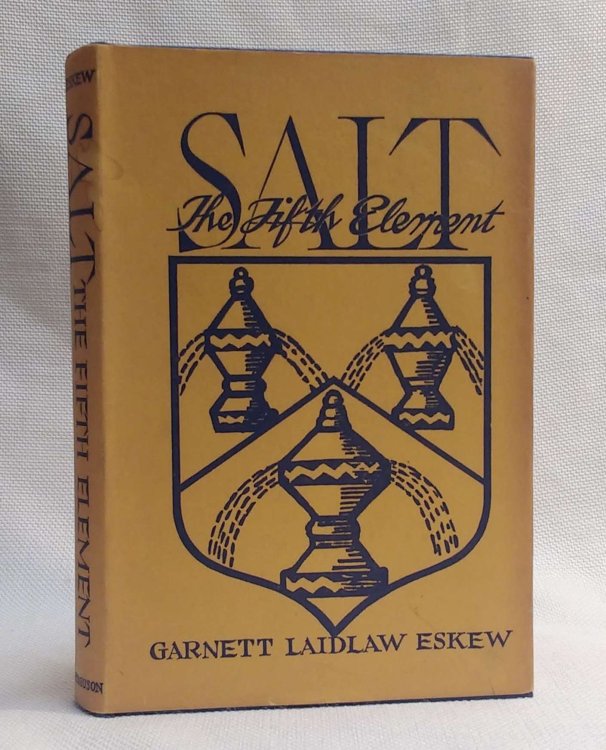 SALT
The Fifth Element
GARNETT LAIDLAW ESKEW
ESKEW
SALT
THE FIFTH ELEMENT